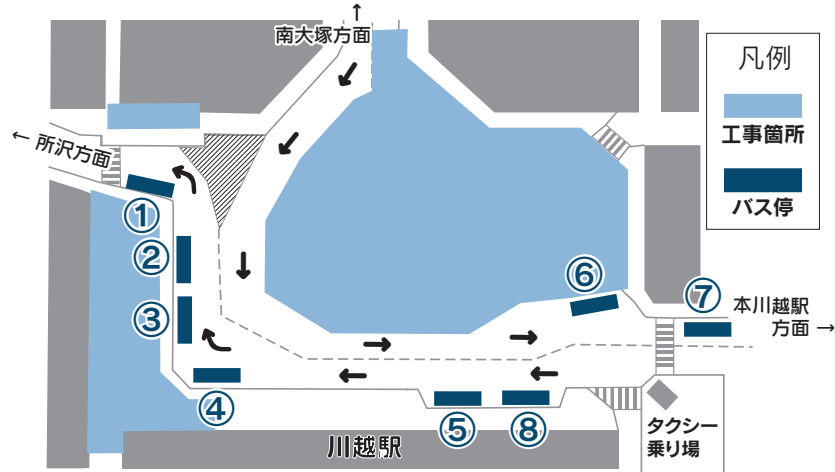 ↑
南大塚方面
← 所沢方面
凡例
工事箇所
バス停
①
②
③
④
⑤
⑧
⑥
⑦
本川越駅
方面 →
川越駅
タクシー
乗り場